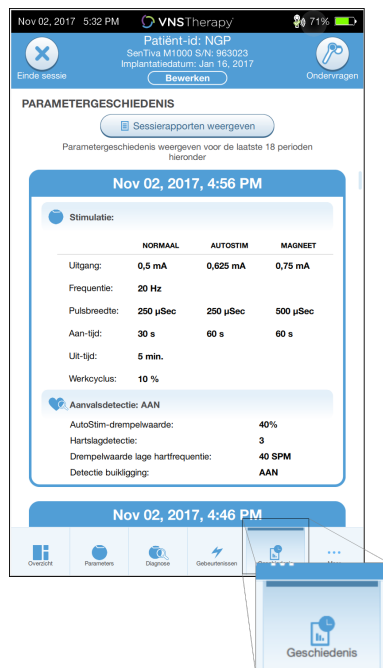 Nov 02, 2017 5:32 PM VNSTherapy 71%
Patiënt-id: NGP
SenTiva M1000 S/N: 963023
Implantatiedatum: Jan 16, 2017
Einde sessie Bewerken Ondervragen
PARAMETERGESCHIEDENIS
Sessierapporten weergeven
Parametergeschiedenis weergeven voor de laatste 18 perioden
hieronder
Nov 02, 2017, 4:56 PM
Stimulatie:
NORMAAL AUTOSTIM MAGNEET
Uitgang: 0,5 mA 0,625 mA 0,75 mA
Frequentie: 20 Hz
Pulsbreedte: 250 µSec 250 µSec 500 µSec
Aan-tijd: 30 s 60 s 60 s
Uit-tijd: 5 min.
Werkcyclus: 10 %
Aanvalsdetectie: AAN
AutoStim-drempelwaarde: 40%
Hartslagdetectie: 3
Drempelwaarde lage hartfrequentie: 40 SPM
Detectie buikligging: AAN
Nov 02, 2017, 4:46 PM
Overzicht Parameters Diagnose Gebeurtenissen
Geschiedenis